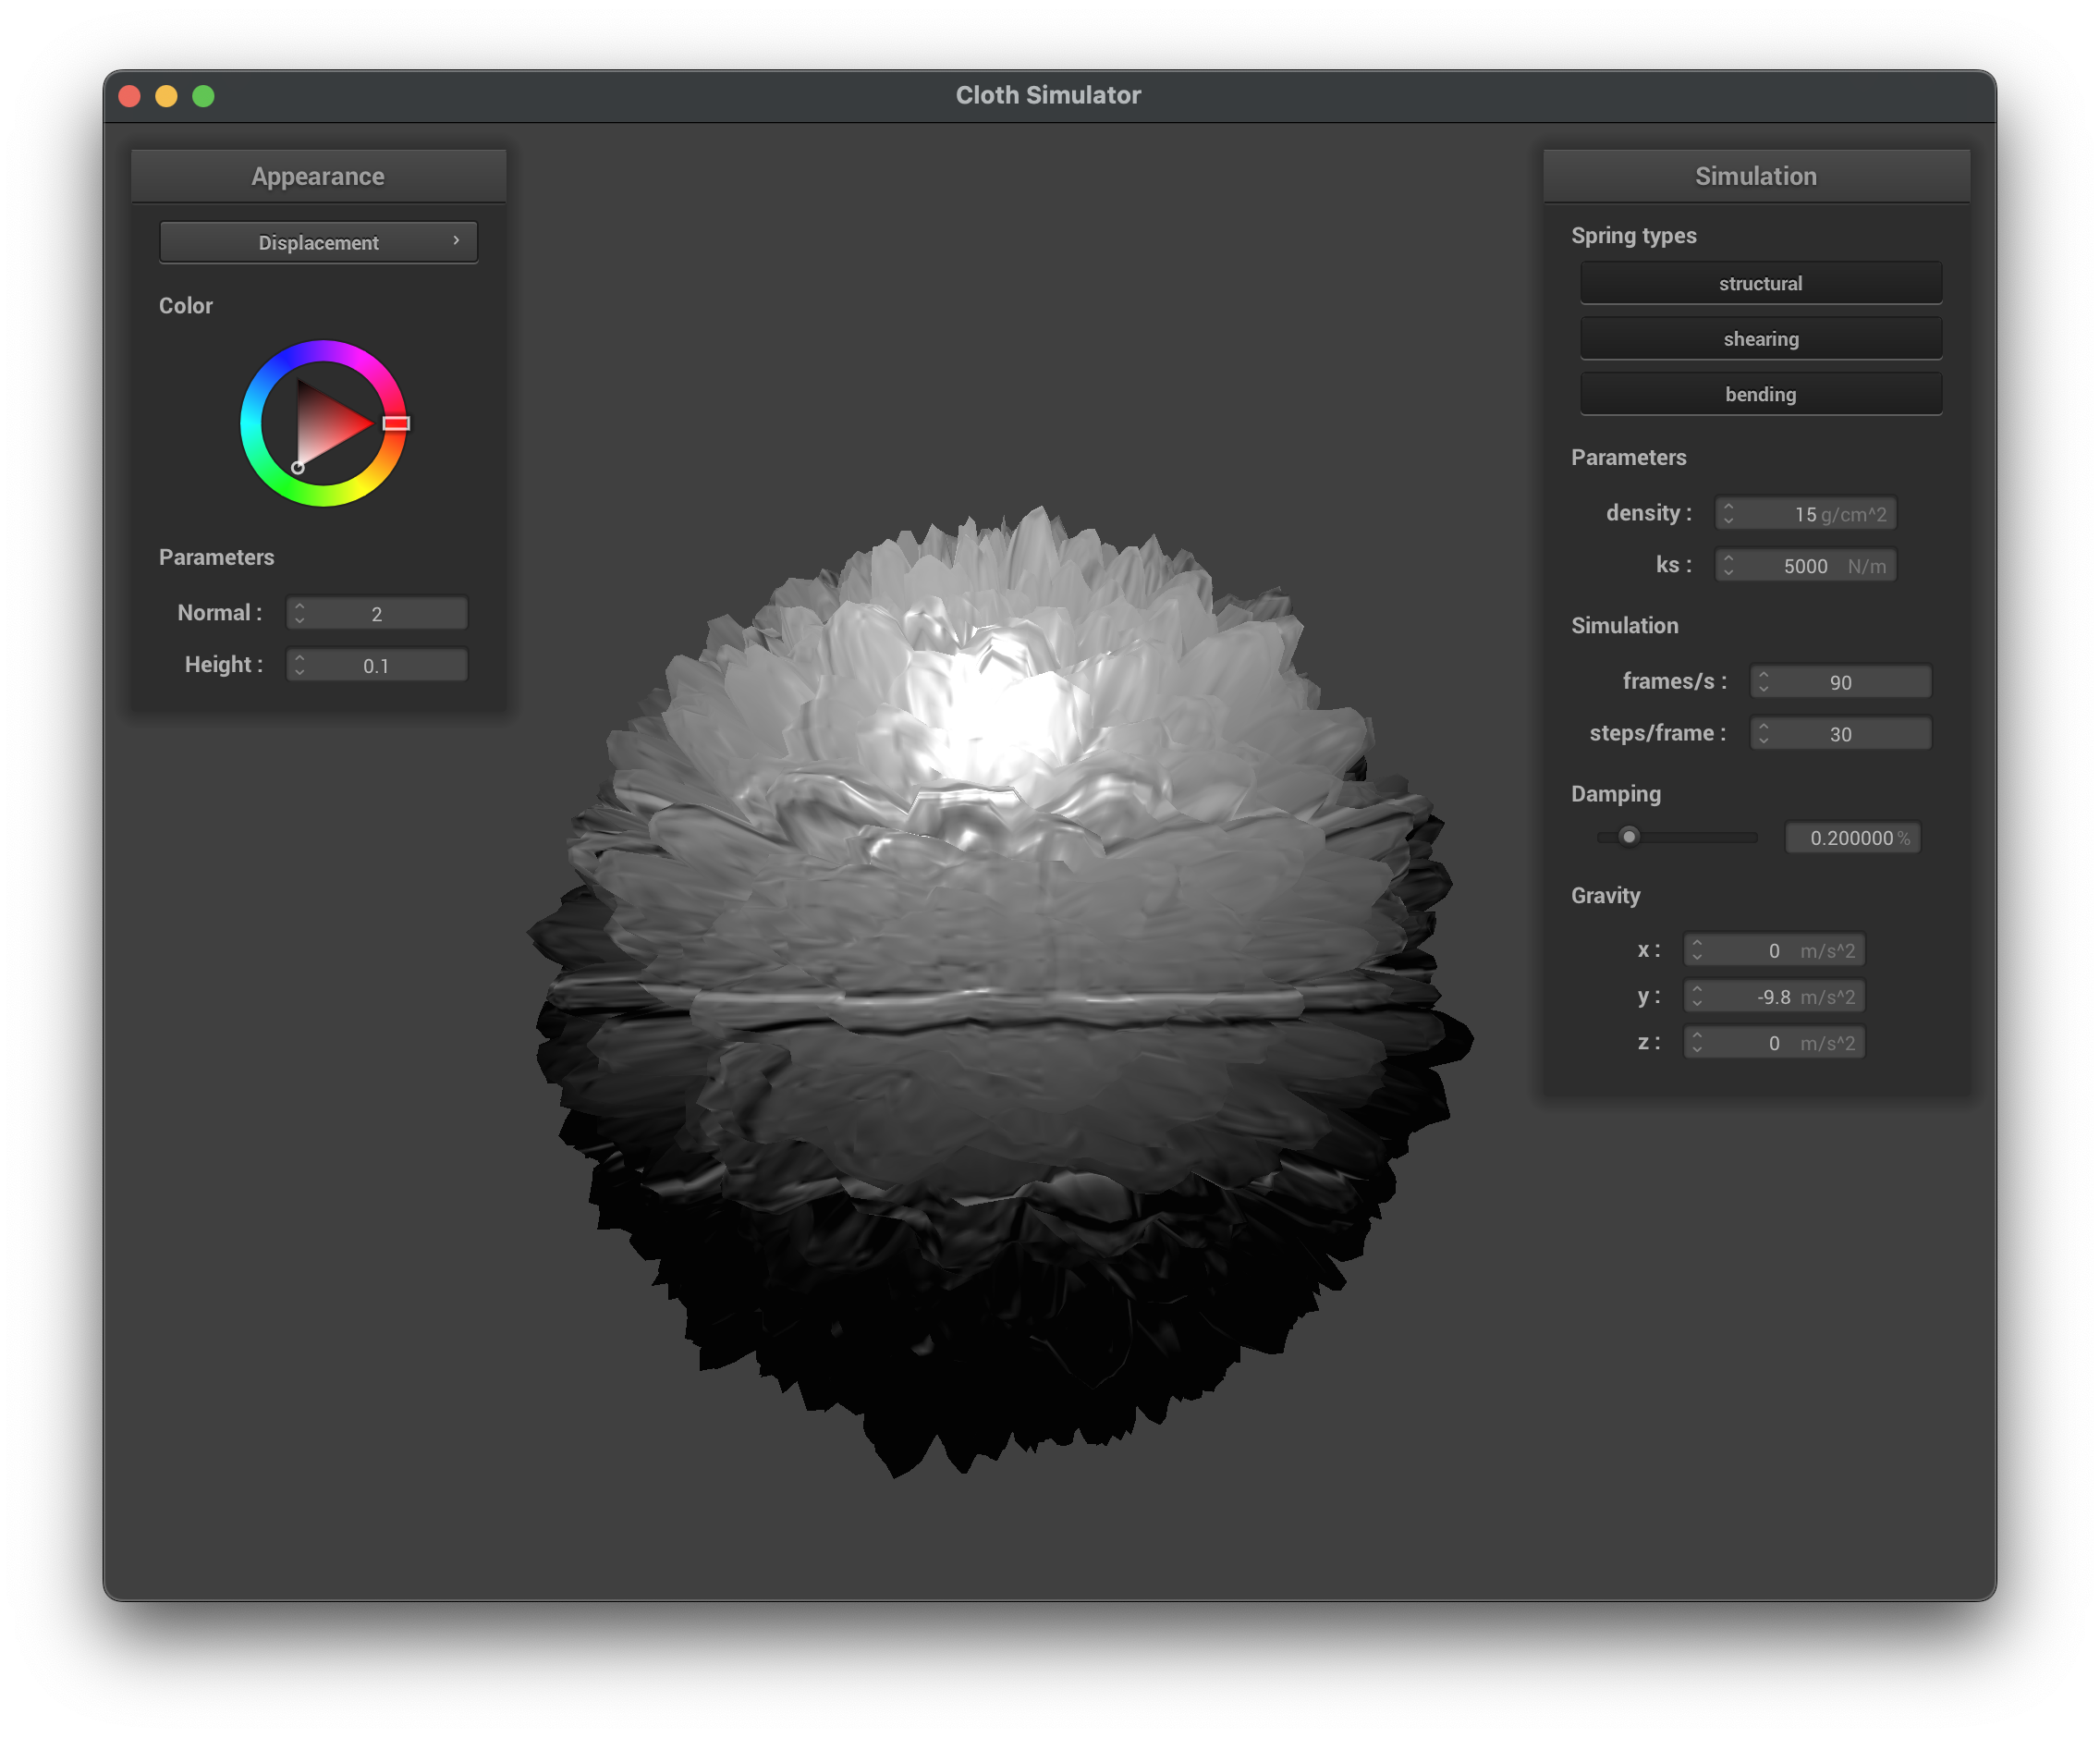 Cloth Simulator
Appearance
Displacement
Color
Parameters
Normal : 2
Height : 0.1
Simulation
Spring types
structural
shearing
bending
Parameters
density : 15 g/cm^2
ks : 5000 N/m
Simulation
frames/s : 90
steps/frame : 30
Damping
0.200000 %
Gravity
x : 0 m/s^2
y : -9.8 m/s^2
z : 0 m/s^2